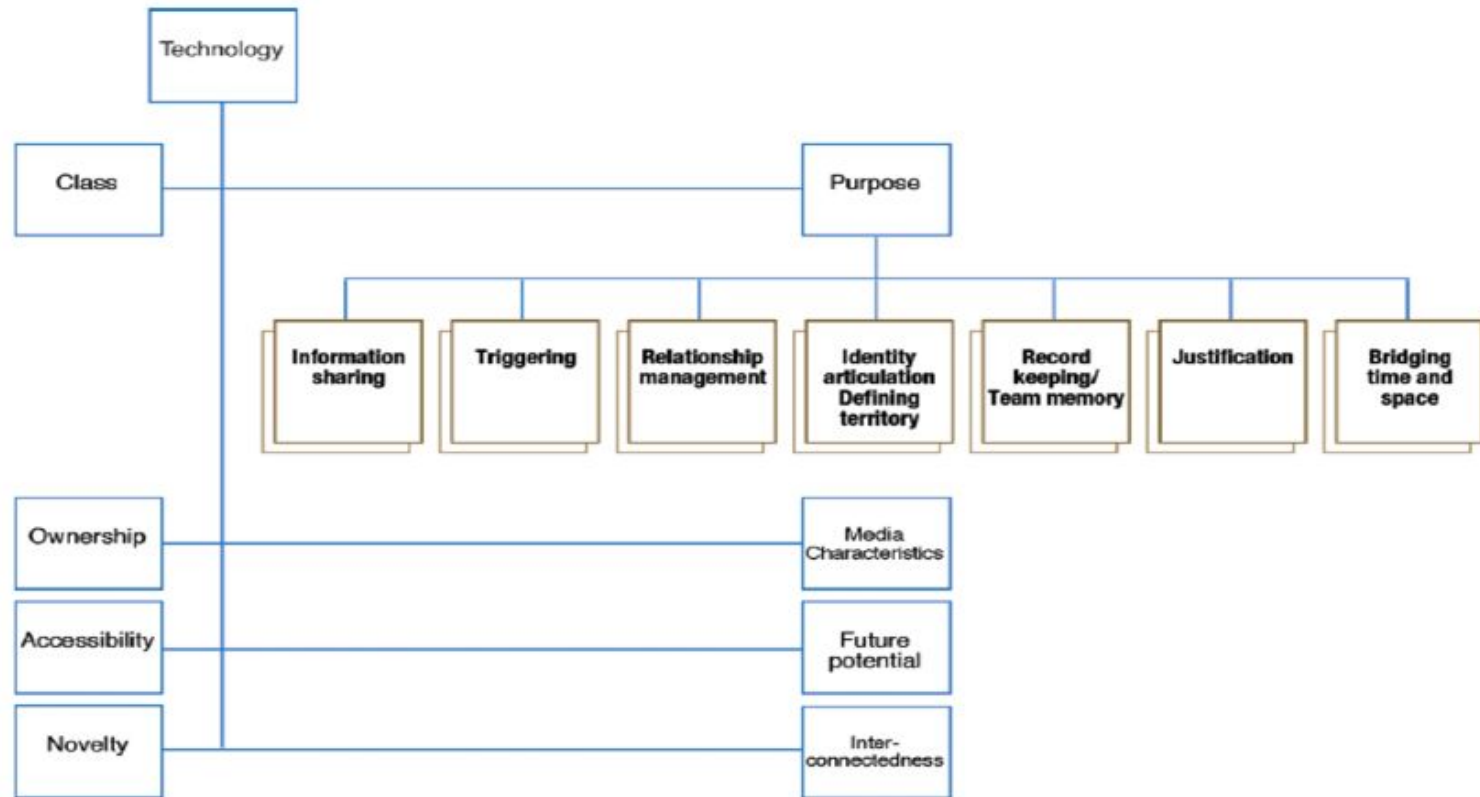 Technology
Class
Purpose
Information
sharing
Triggering
Relationship
management
Identity
articulation
Defining
territory
Record
keeping/
Team memory
Justification
Bridging
time and
space
Ownership
Media
Characteristics
Accessibility
Future
potential
Novelty
Inter-
connectedness